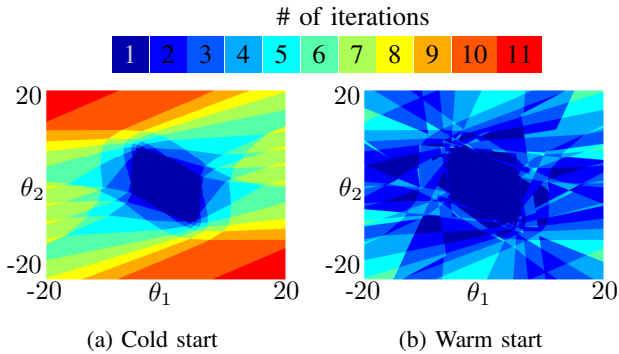 # of iterations
1 2 3 4 5 6 7 8 9 10 11
20 20
θ2 θ2
-20 -20
-20 θ1 20 -20 θ1 20
(a) Cold start (b) Warm start